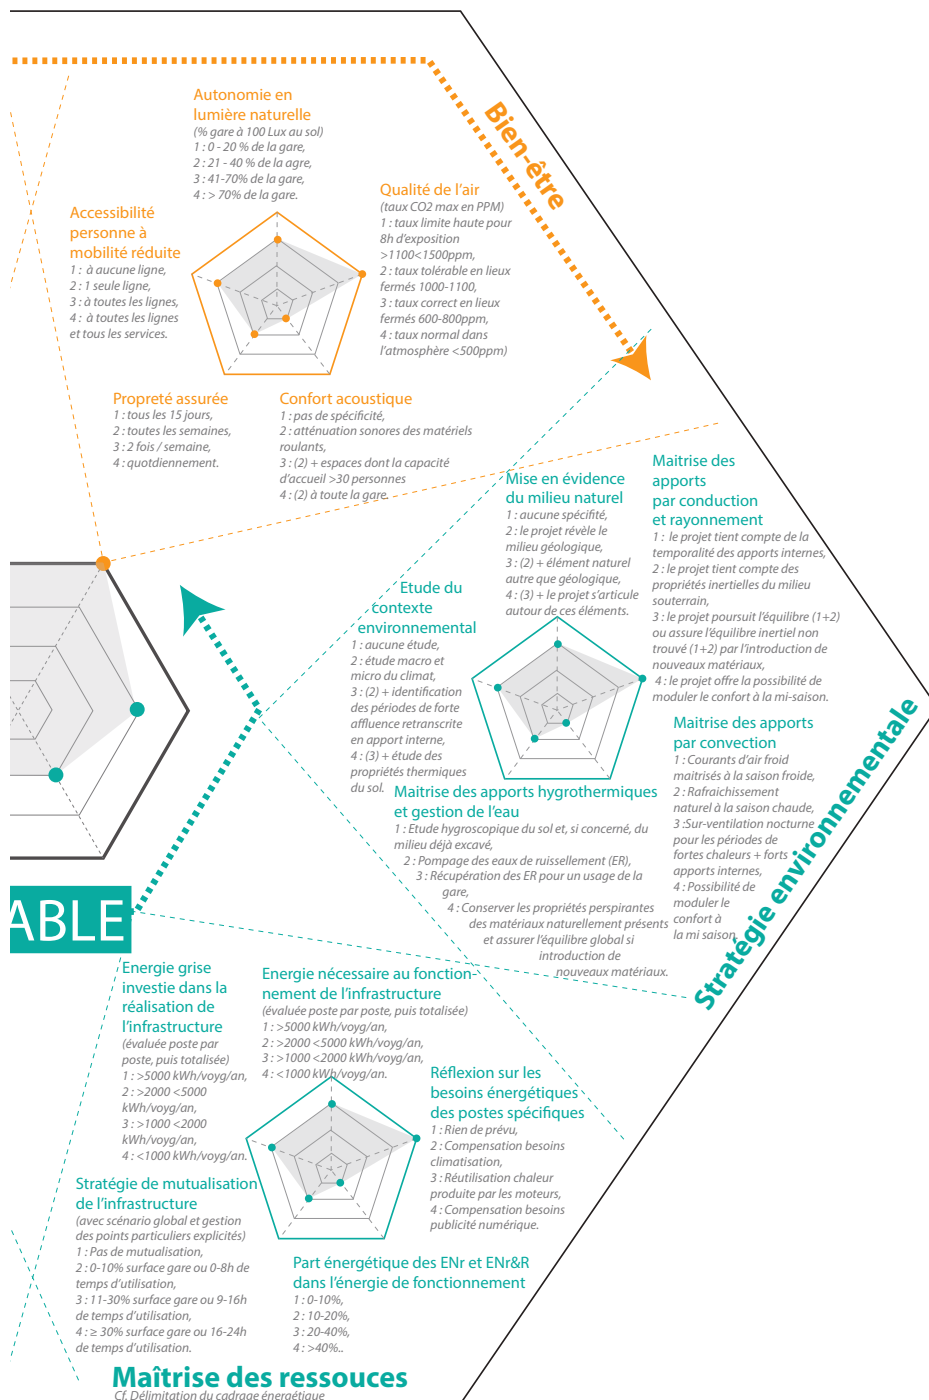 Autonomie en
lumière naturelle
(% gare à 100 Lux au sol)
1 : 0 - 20 % de la gare,
2 : 21 - 40 % de la agre,
3 : 41-70% de la gare,
4 : > 70% de la gare.
Bien-être
Qualité de l'air
(taux CO2 max en PPM)
1 : taux limite haute pour
8h d'exposition
>1100<1500ppm,
2 : taux tolérable en lieux
fermés 1000-1100,
3 : taux correct en lieux
fermés 600-800ppm,
4 : taux normal dans
l'atmosphère <500ppm)
Accessibilité
personne à
mobilité réduite
1 : à aucune ligne,
2 : 1 seule ligne,
3 : à toutes les lignes,
4 : à toutes les lignes
et tous les services.
Propreté assurée
1 : tous les 15 jours,
2 : toutes les semaines,
3 : 2 fois / semaine,
4 : quotdiennement.
Confort acoustique
1 : pas de spécificité,
2 : atténuation sonores des matériels
roulants,
3 : (2) + espaces dont la capacité
d'accueil >30 personnes
4 : (2) à toute la gare.
Mise en évidence
du milieu naturel
1 : aucune spécifité,
2 : le projet révèle le
milieu géologique,
3 : (2) + élément naturel
autre que géologique,
4 : (3) + le projet s'articule
autour de ces éléments.
Maitrise des
apports
par conduction
et rayonnement
1 : le projet tient compte de la
temporalité des apports internes,
2 : le projet tient compte des
propriétés inertielles du milieu
souterrain,
3 : le projet poursuit l'équilibre (1+2)
ou assure l'équilibre inertiel non
trouvé (1+2) par l'introduction de
nouveaux matériaux,
4 : le projet offre la possibilité de
moduler le confort à la mi-saison.
Etude du
contexte
environnemental
1 : aucune étude,
2 : étude macro et
micro du climat,
3 : (2) + identification
des périodes de forte
affluence retranscrite
en apport interne,
4 : (3) + étude des
propriétés thermiques
du sol.
Maitrise des apports
par convection
1 : Courants d'air froid
maitrisés à la saison froide,
2 : Rafraichissement
naturel à la saison chaude,
3 :Sur-ventilation nocturne
pour les périodes de
fortes chaleurs + forts
apports internes,
4 : Possibilité de
moduler le
confort à
la mi saison.
Stratégie environnementale
Maitrise des apports hygrothermiques
et gestion de l'eau
1 : Etude hygroscopique du sol et, si concerné, du
milieu déjà excavé,
2 : Pompage des eaux de ruissellement (ER),
3 : Récupération des ER pour un usage de la
gare,
4 : Conserver les propriétés perspirantes
des matériaux naturellement présents
et assurer l'équilibre global si
introduction de
nouveaux matériaux.
ABLE
Energie grise
investie dans la
réalisation de
l'infrastructure
(évaluée poste par
poste, puis totalisée)
1 : >5000 kWh/voyg/an,
2 : >2000 <5000
kWh/voyg/an,
3 : >1000 <2000
kWh/voyg/an,
4 : <1000 kWh/voyg/an.
Energie nécessaire au fonction-
nement de l'infrastructure
(évaluée poste par poste, puis totalisée)
1 : >5000 kWh/voyg/an,
2 : >2000 <5000 kWh/voyg/an,
3 : >1000 <2000 kWh/voyg/an,
4 : <1000 kWh/voyg/an.
Réflexion sur les
besoins énergétiques
des postes spécifiques
1 : Rien de prévu,
2 : Compensation besoins
climatisation,
3 : Réutilisation chaleur
produite par les moteurs,
4 : Compensation besoins
publicité numérique.
Stratégie de mutualisation
de l'infrastructure
(avec scénario global et gestion
des points particuliers explicités)
1 : Pas de mutualisation,
2 : 0-10% surface gare ou 0-8h de
temps d'utilisation,
3 : 11-30% surface gare ou 9-16h
de temps d'utilisation,
4 : ≥ 30% surface gare ou 16-24h
de temps d'utilisation.
Part énergétique des ENr et ENr&R
dans l'énergie de fonctionnement
1 : 0-10%,
2 : 10-20%,
3 : 20-40%,
4 : >40%..
Maîtrise des ressouces
Cf. Délimitation du cadrage énergétique